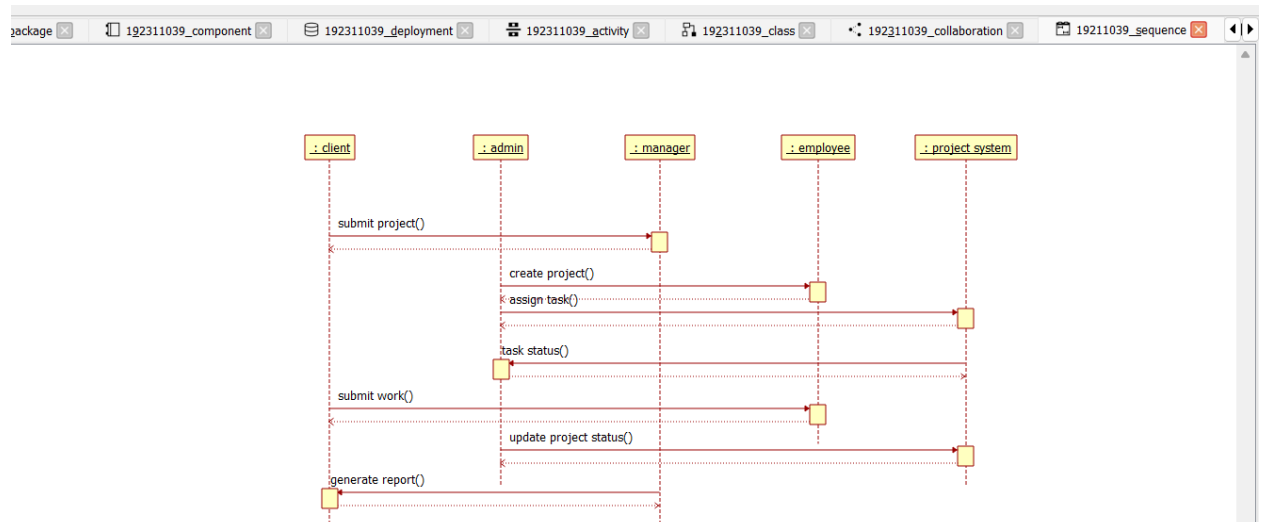 package 192311039_component 192311039_deployment 192311039_activity 192311039_class 192311039_collaboration 19211039_sequence
: client : admin : manager : employee : project system
submit project()
create project()
assign task()
task status()
submit work()
update project status()
generate report()